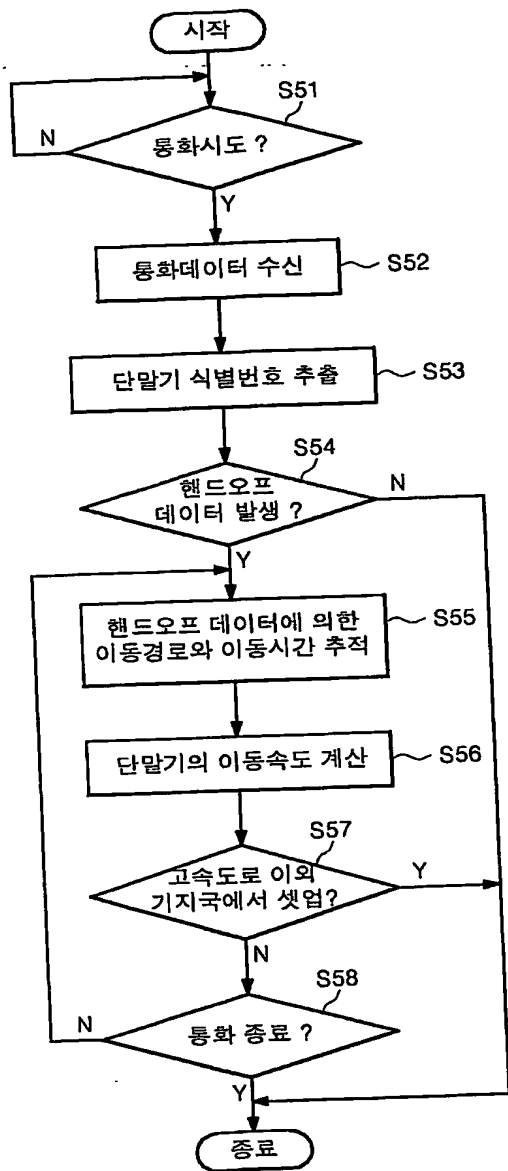 시작
S51
N
통화시도 ?
Y
통화데이터 수신
S52
단말기 식별번호 추출
S53
S54
핸드오프
데이터 발생 ?
N
Y
핸드오프 데이터에 의한
이동경로와 이동시간 추적
S55
단말기의 이동속도 계산
S56
S57
고속도로 이외
기지국에서 셋업?
Y
N
S58
통화 종료 ?
N
Y
종료